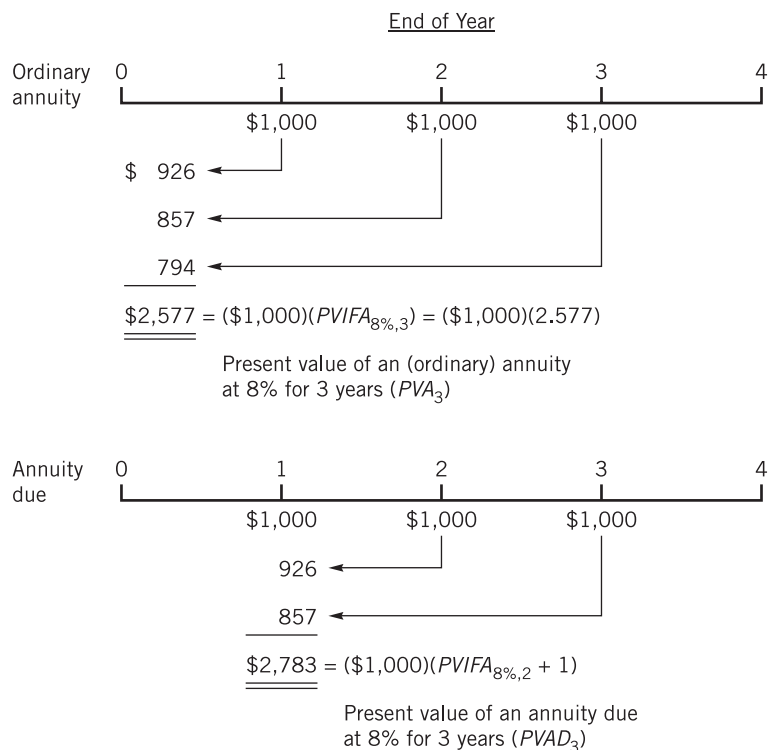 End of Year
Ordinary annuity
0 1 2 3 4
$1,000 $1,000 $1,000
$ 926
857
794
$2,577 = ($1,000)(PVIFA8%,3) = ($1,000)(2.577)
Present value of an (ordinary) annuity
at 8% for 3 years (PVA3)
Annuity due
0 1 2 3 4
$1,000 $1,000 $1,000
926
857
$2,783 = ($1,000)(PVIFA8%,2 + 1)
Present value of an annuity due
at 8% for 3 years (PVAD3)